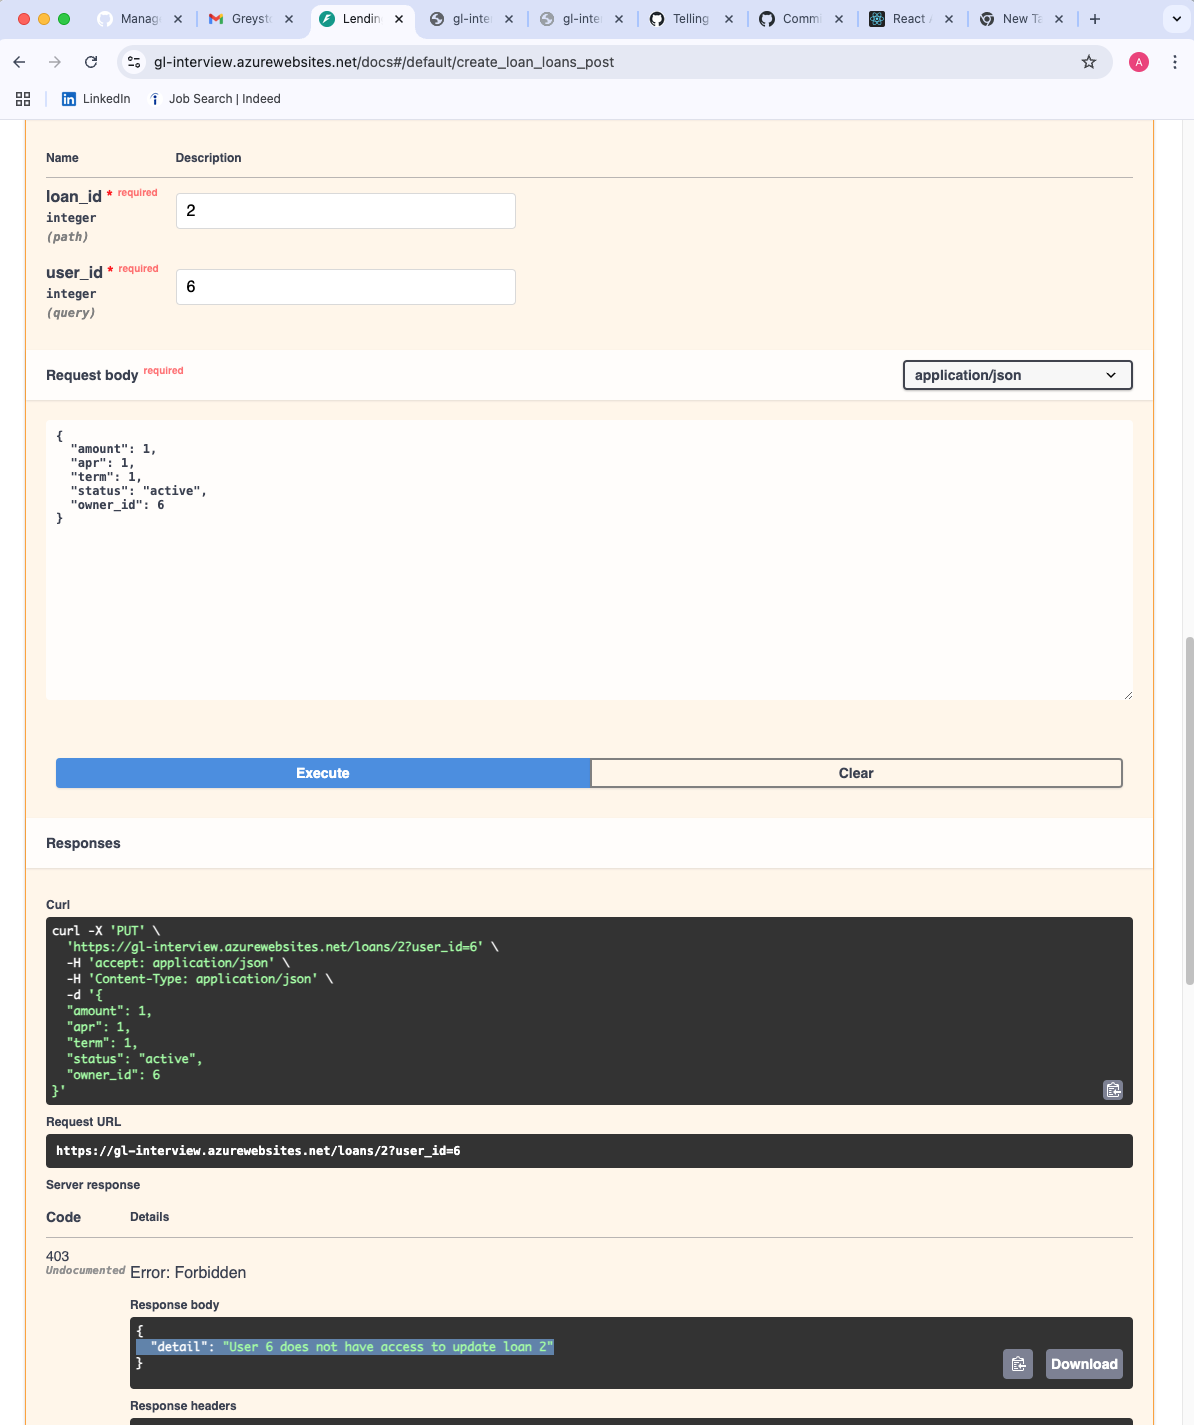 Manag
Greyst
Lendin
gl-inte
gl-inte
Telling
Commi
React A
New Ta
gl-interview.azurewebsites.net/docs#/default/create_loan_loans_post
A
LinkedIn
Job Search | Indeed
Name Description
loan_id * required
integer
(path)
2
user_id * required
integer
(query)
6
Request body required
application/json
{
  "amount": 1,
  "apr": 1,
  "term": 1,
  "status": "active",
  "owner_id": 6
}
Execute
Clear
Responses
Curl
curl -X 'PUT' \
  'https://gl-interview.azurewebsites.net/loans/2?user_id=6' \
  -H 'accept: application/json' \
  -H 'Content-Type: application/json' \
  -d '{
  "amount": 1,
  "apr": 1,
  "term": 1,
  "status": "active",
  "owner_id": 6
}'
Request URL
https://gl-interview.azurewebsites.net/loans/2?user_id=6
Server response
Code Details
403
Undocumented
Error: Forbidden
Response body
{
  "detail": "User 6 does not have access to update loan 2"
}
Download
Response headers